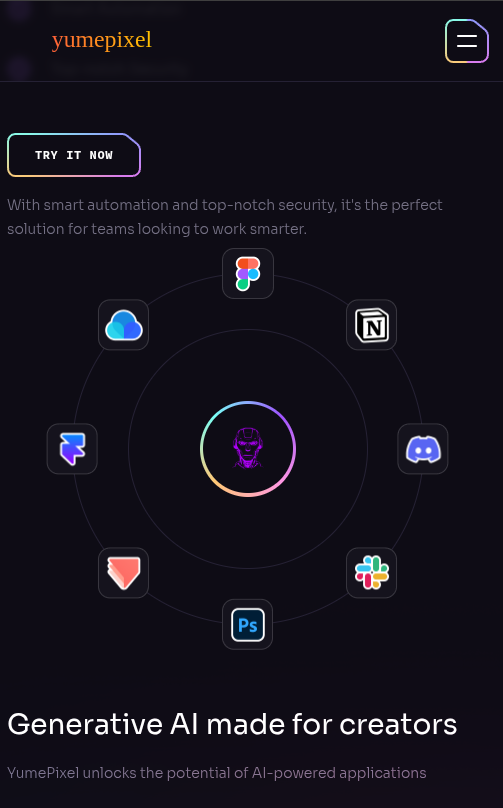 yumepixel
TRY IT NOW
With smart automation and top-notch security, it's the perfect
solution for teams looking to work smarter.
N
Ps
Generative AI made for creators
YumePixel unlocks the potential of AI-powered applications